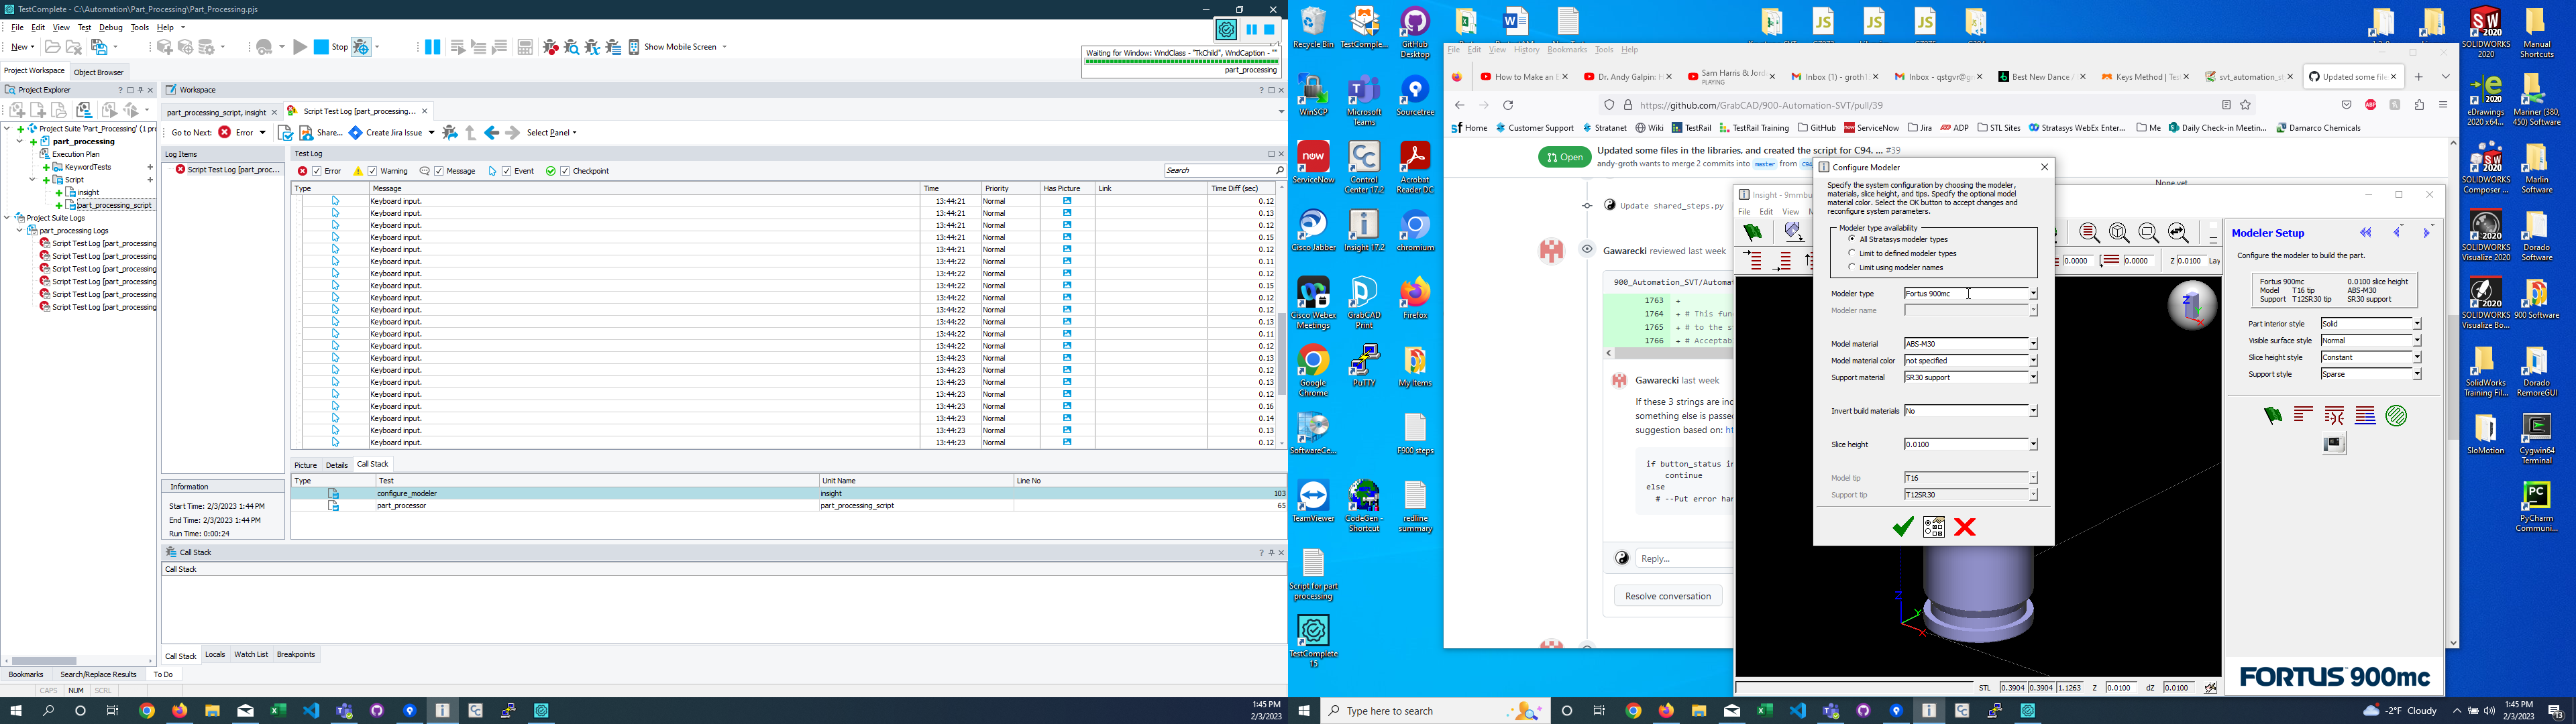 TestComplete - C:\Automation\Part_Processing\Part_Processing.pjs
File Edit View Test Debug Tools Help
New Stop Show Mobile Screen
Waiting for Window: WndClass - "TkChild", WndCaption - ""
part_processing
Project Workspace Object Browser
Project Explorer
Project Suite 'Part_Processing' (1 pr
part_processing
Execution Plan
KeywordTests
Script
insight
part_processing_script
Project Suite Logs
part_processing Logs
Script Test Log [part_processing
Script Test Log [part_processing
Script Test Log [part_processing
Script Test Log [part_processing
Script Test Log [part_processing
Script Test Log [part_processing
Workspace
part_processing_script, insight Script Test Log [part_processing...
Go to Next: Error Share... Create Jira Issue Select Panel
Log Items
Script Test Log [part_proc...
Test Log
Error Warning Message Event Checkpoint Search
Type Message Time Priority Has Picture Link Time Diff (sec)
Keyboard input. 13:44:21 Normal 0.12
Keyboard input. 13:44:21 Normal 0.13
Keyboard input. 13:44:21 Normal 0.12
Keyboard input. 13:44:21 Normal 0.15
Keyboard input. 13:44:21 Normal 0.12
Keyboard input. 13:44:22 Normal 0.11
Keyboard input. 13:44:22 Normal 0.12
Keyboard input. 13:44:22 Normal 0.15
Keyboard input. 13:44:22 Normal 0.12
Keyboard input. 13:44:22 Normal 0.12
Keyboard input. 13:44:22 Normal 0.13
Keyboard input. 13:44:22 Normal 0.11
Keyboard input. 13:44:22 Normal 0.12
Keyboard input. 13:44:23 Normal 0.12
Keyboard input. 13:44:23 Normal 0.12
Keyboard input. 13:44:23 Normal 0.13
Keyboard input. 13:44:23 Normal 0.12
Keyboard input. 13:44:23 Normal 0.16
Keyboard input. 13:44:23 Normal 0.14
Keyboard input. 13:44:23 Normal 0.13
Keyboard input. 13:44:23 Normal 0.12
Picture Details Call Stack
Type Test Unit Name Line No
configure_modeler insight 103
part_processor part_processing_script 65
Information
Start Time: 2/3/2023 1:44 PM
End Time: 2/3/2023 1:44 PM
Run Time: 0:00:24
Call Stack
Call Stack
Call Stack Locals Watch List Breakpoints
Bookmarks Search/Replace Results To Do
CAPS NUM SCRL
1:45 PM
2/3/2023
Recycle Bin
TestComple...
GitHub Desktop
WinSCP
Microsoft Teams
Sourcetree
ServiceNow
Control Center 17.2
Acrobat Reader DC
Cisco Jabber
Insight 17.2
chromium
Cisco Webex Meetings
GrabCAD Print
Firefox
Google Chrome
PuTTY
My items
SoftwareCe...
F900 steps
TeamViewer
CodeGen - Shortcut
redline summary
Script for part processing
TestComplete 15
File Edit View History Bookmarks Tools Help
How to Make an
Dr. Andy Galpin: H
Sam Harris & Jord
PLAYING
Inbox (1) - groth1
Inbox - qstgvr@gr
Best New Dance /
Keys Method | Tes
svt_automation_st
Updated some file
https://github.com/GrabCAD/900-Automation-SVT/pull/39
Home Customer Support Stratanet Wiki TestRail TestRail Training GitHub ServiceNow Jira ADP STL Sites Stratasys WebEx Enter... Me Daily Check-in Meetin... Damarco Chemicals
Open
Updated some files in the libraries, and created the script for C94. ... #39
andy-groth wants to merge 2 commits into master from C94
None yet
Update shared_steps.py
Gawarecki reviewed last week
900_Automation_SVT/Automat
1763 +
1764 + # This fun
1765 + # to the s
1766 + # Accepta
Gawarecki last week
If these 3 strings are inc
something else is passe
suggestion based on: h
if button_status in
continue
else
# --Put error han
Reply...
Resolve conversation
Insight - 9mmbu
File Edit View
0.0000 0.0000 Z 0.0100 Lay
Configure Modeler
Specify the system configuration by choosing the modeler,
materials, slice height, and tips. Specify the optional model
material color. Select the OK button to accept changes and
reconfigure system parameters.
Modeler type availability
All Stratasys modeler types
Limit to defined modeler types
Limit using modeler names
Modeler type Fortus 900mc
Modeler name
Model material ABS-M30
Model material color not specified
Support material SR30 support
Invert build materials No
Slice height 0.0100
Model tip T16
Support tip T12SR30
Modeler Setup
Configure the modeler to build the part.
Fortus 900mc 0.0100 slice height
Model T16 tip ABS-M30
Support T12SR30 tip SR30 support
Part interior style Solid
Visible surface style Normal
Slice height style Constant
Support style Sparse
Z
Y
X
Z
STL 0.3904 0.3904 1.1263 Z 0.0100 dZ 0.0100
FORTUS 900mc
SOLIDWORKS 2020
Manual Shortcuts
eDrawings 2020 x64...
Mariner (380, 450) Software
SOLIDWORKS Composer ...
Marlin Software
SOLIDWORKS Visualize 2020
Dorado Software
SOLIDWORKS Visualize Bo...
900 Software
SolidWorks Training Fil...
Dorado RemoreGUI
SloMotion
Cygwin64 Terminal
PyCharm Communi...
Type here to search
-2°F Cloudy
1:45 PM
2/3/2023